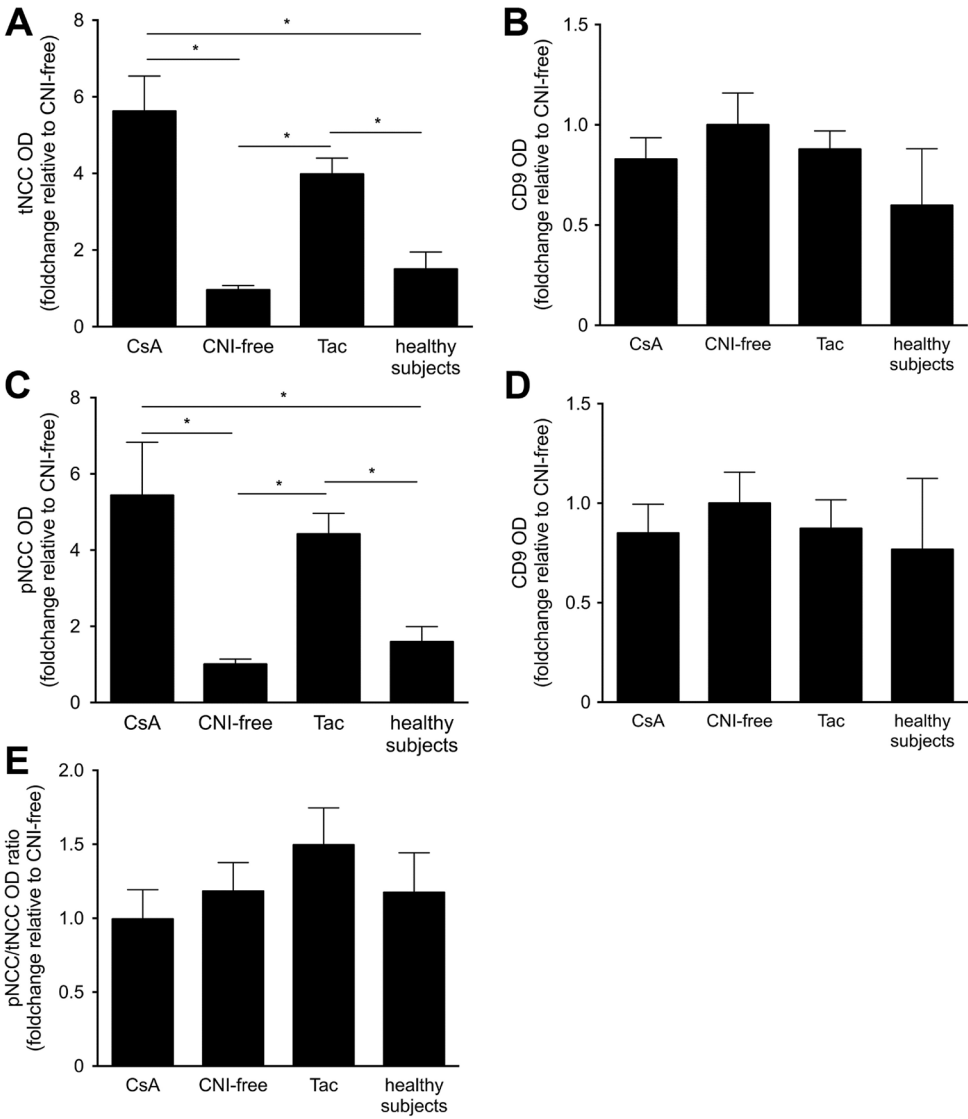 A
tNCC OD
(foldchange relative to CNI-free)
8
6
4
2
0
*
*
*
*
CsA
CNI-free
Tac
healthy
subjects
B
CD9 OD
(foldchange relative to CNI-free)
1.5
1.0
0.5
0
CsA
CNI-free
Tac
healthy
subjects
C
pNCC OD
(foldchange relative to CNI-free)
8
6
4
2
0
*
*
*
*
CsA
CNI-free
Tac
healthy
subjects
D
CD9 OD
(foldchange relative to CNI-free)
1.5
1.0
0.5
0
CsA
CNI-free
Tac
healthy
subjects
E
pNCC/tNCC OD ratio
(foldchange relative to CNI-free)
2.0
1.5
1.0
0.5
0
CsA
CNI-free
Tac
healthy
subjects